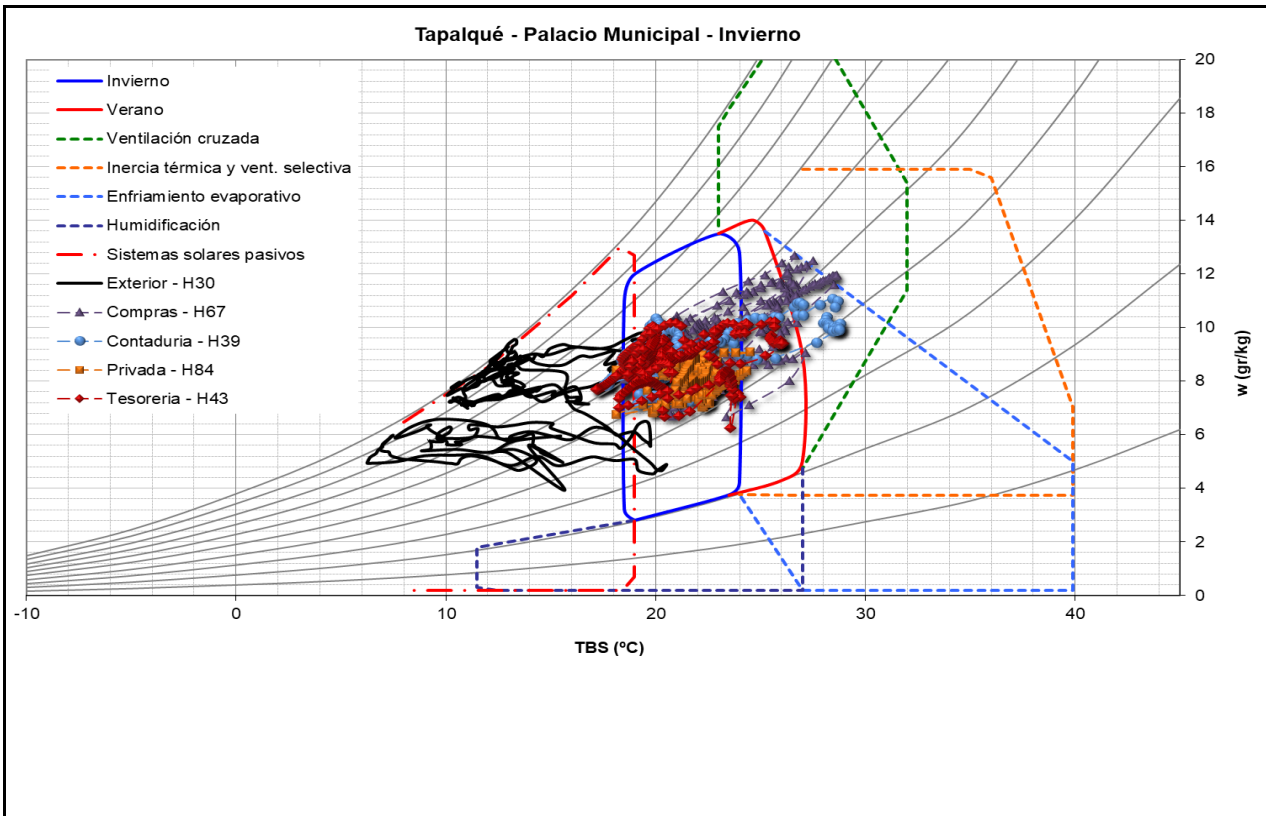 Tapalqué - Palacio Municipal - Invierno
Invierno
Verano
Ventilación cruzada
Inercia térmica y vent. selectiva
Enfriamiento evaporativo
Humidificación
Sistemas solares pasivos
Exterior - H30
Compras - H67
Contaduria - H39
Privada - H84
Tesoreria - H43
20
18
16
14
12
10
8
6
4
2
0
w (gr/kg)
-10
0
10
20
30
40
TBS (ºC)